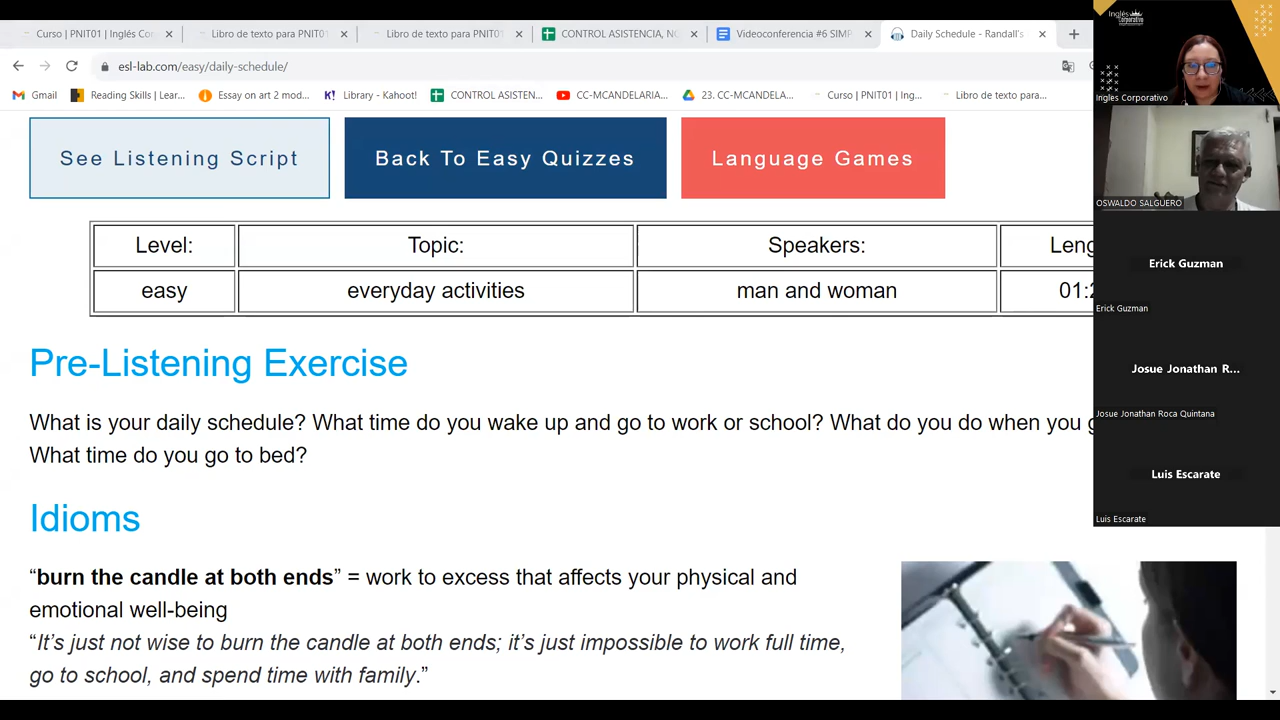 Curso | PNIT01 | Inglés Cor
Libro de texto para PNIT01
Libro de texto para PNIT01
CONTROL ASISTENCIA, NO
Videoconferencia #6 SIMP
Daily Schedule - Randall's
esl-lab.com/easy/daily-schedule/
Gmail
Reading Skills | Lear...
Essay on art 2 mod...
Library - Kahoot!
CONTROL ASISTEN...
CC-MCANDELARIA...
23. CC-MCANDELA...
Curso | PNIT01 | Ing...
Libro de texto para...
See Listening Script
Back To Easy Quizzes
Language Games
Level:
Topic:
Speakers:
Leng
easy
everyday activities
man and woman
01:2
Pre-Listening Exercise
What is your daily schedule? What time do you wake up and go to work or school? What do you do when you g
What time do you go to bed?
Idioms
“burn the candle at both ends” = work to excess that affects your physical and
emotional well-being
“It’s just not wise to burn the candle at both ends; it’s just impossible to work full time,
go to school, and spend time with family.”
Inglés
Corporativo
Ingles Corporativo
OSWALDO SALGUERO
Erick Guzman
Erick Guzman
Josue Jonathan R...
Josue Jonathan Roca Quintana
Luis Escarate
Luis Escarate